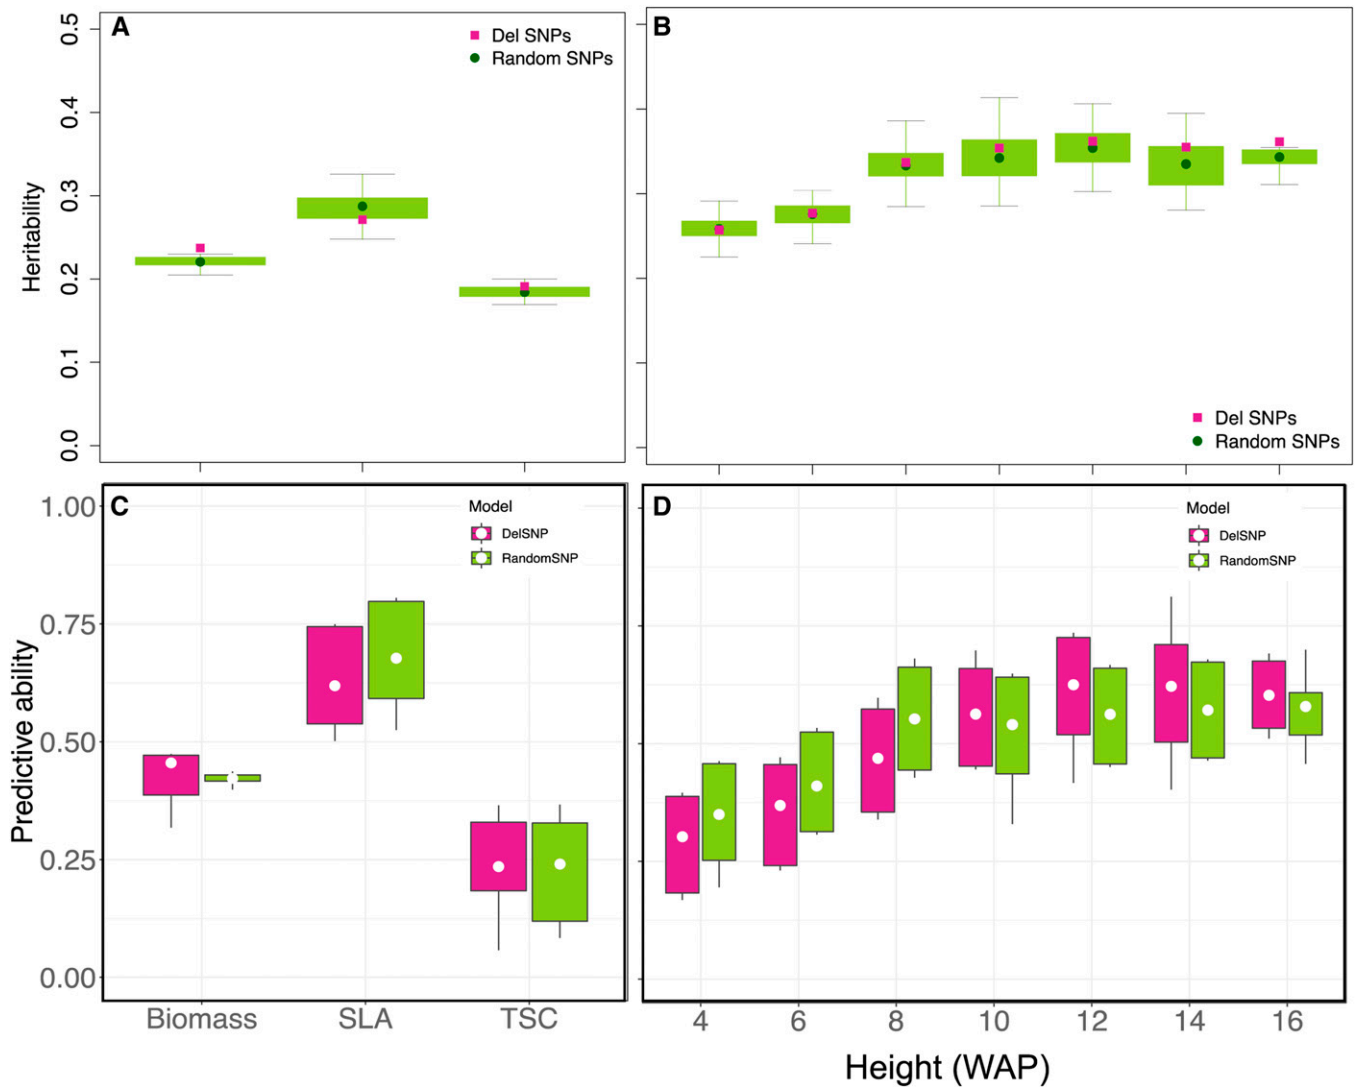 A
Del SNPs
Random SNPs
0.5
0.4
0.3
0.2
0.1
0.0
Heritability
B
Del SNPs
Random SNPs
C
Model
DelSNP
RandomSNP
1.00
0.75
0.50
0.25
0.00
Predictive ability
Biomass SLA TSC
D
Model
DelSNP
RandomSNP
4 6 8 10 12 14 16
Height (WAP)